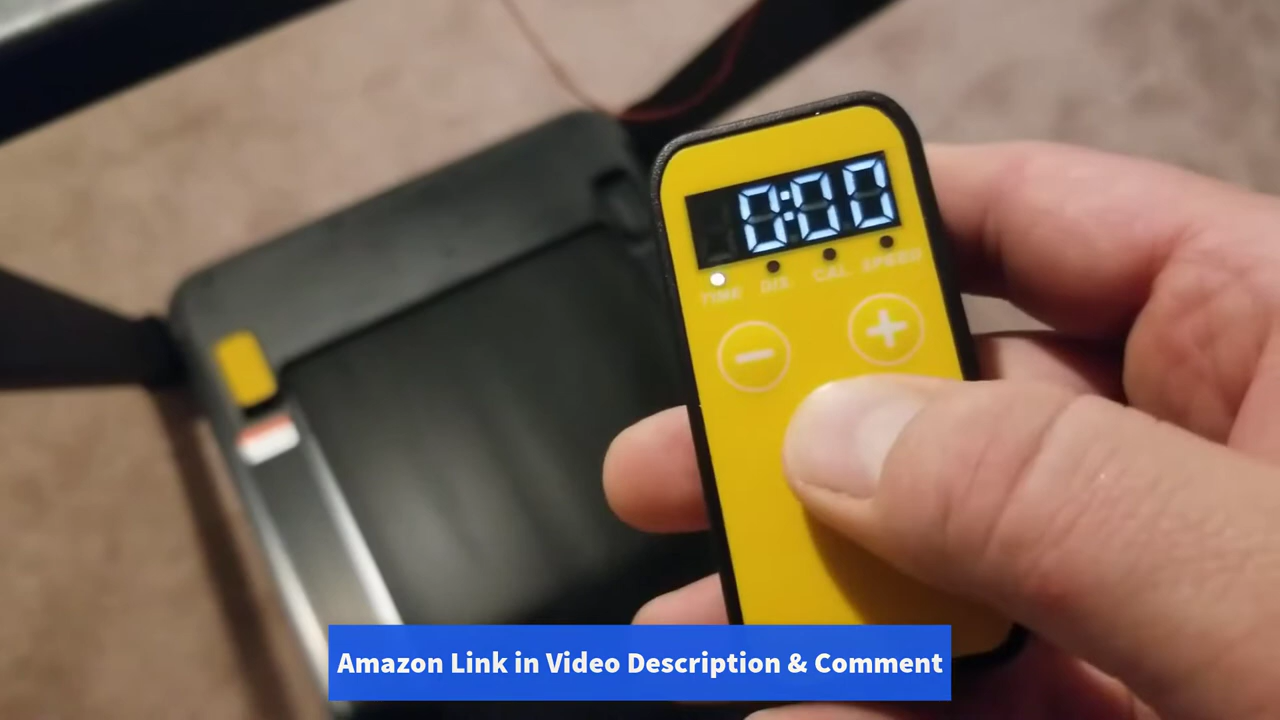 0:00
TIME DIS CAL SPEED
− +
Amazon Link in Video Description & Comment